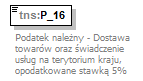 tns:P_16
Podatek należny - Dostawa
towarów oraz świadczenie
usług na terytorium kraju,
opodatkowane stawką 5%